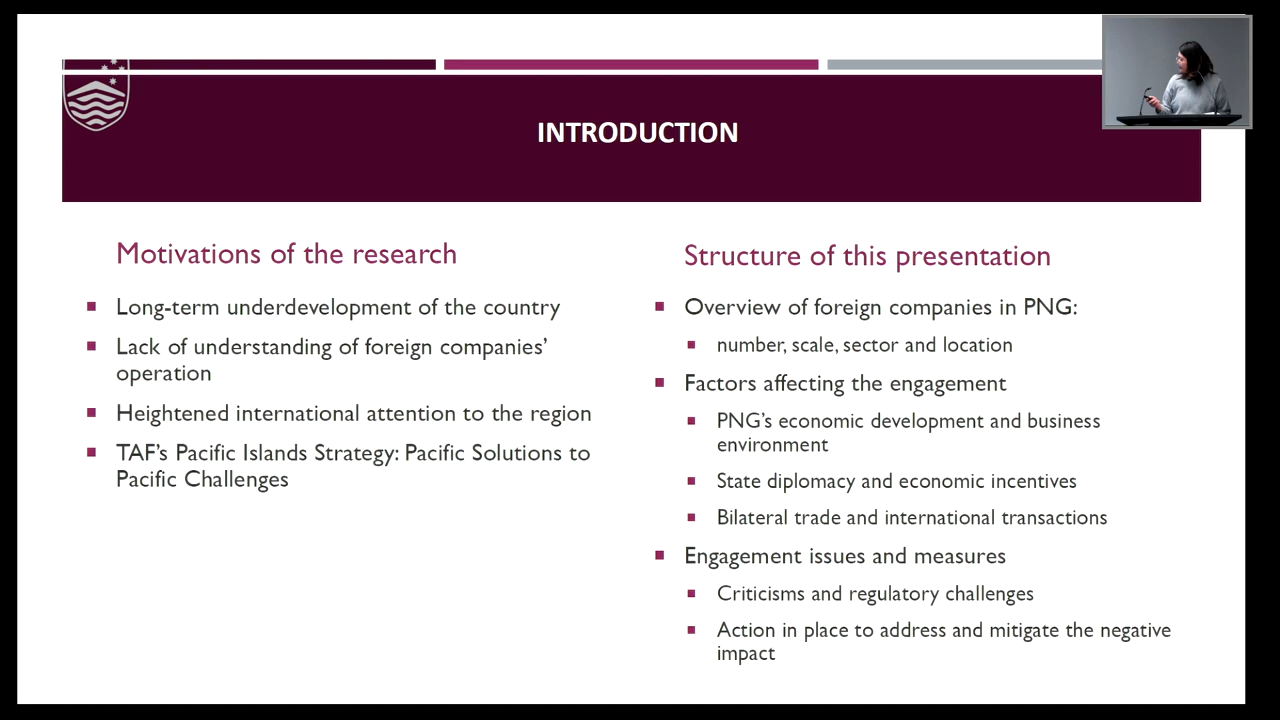 INTRODUCTION
Motivations of the research
Long-term underdevelopment of the country
Lack of understanding of foreign companies’
operation
Heightened international attention to the region
TAF’s Pacific Islands Strategy: Pacific Solutions to
Pacific Challenges
Structure of this presentation
Overview of foreign companies in PNG:
number, scale, sector and location
Factors affecting the engagement
PNG’s economic development and business
environment
State diplomacy and economic incentives
Bilateral trade and international transactions
Engagement issues and measures
Criticisms and regulatory challenges
Action in place to address and mitigate the negative
impact